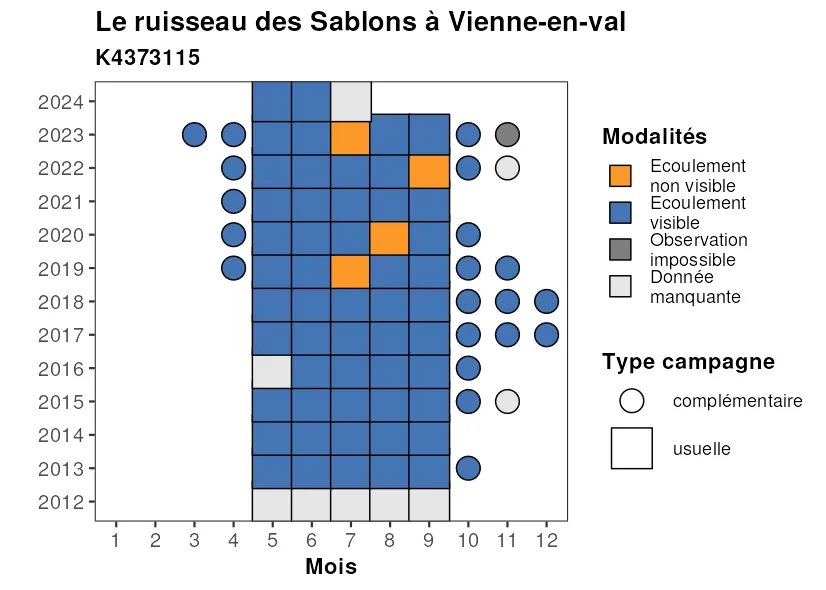 Le ruisseau des Sablons à Vienne-en-val
K4373115
2024
2023
2022
2021
2020
2019
2018
2017
2016
2015
2014
2013
2012
1 2 3 4 5 6 7 8 9 10 11 12
Mois
Modalités
Ecoulement
non visible
Ecoulement
visible
Observation
impossible
Donnée
manquante
Type campagne
complémentaire
usuelle